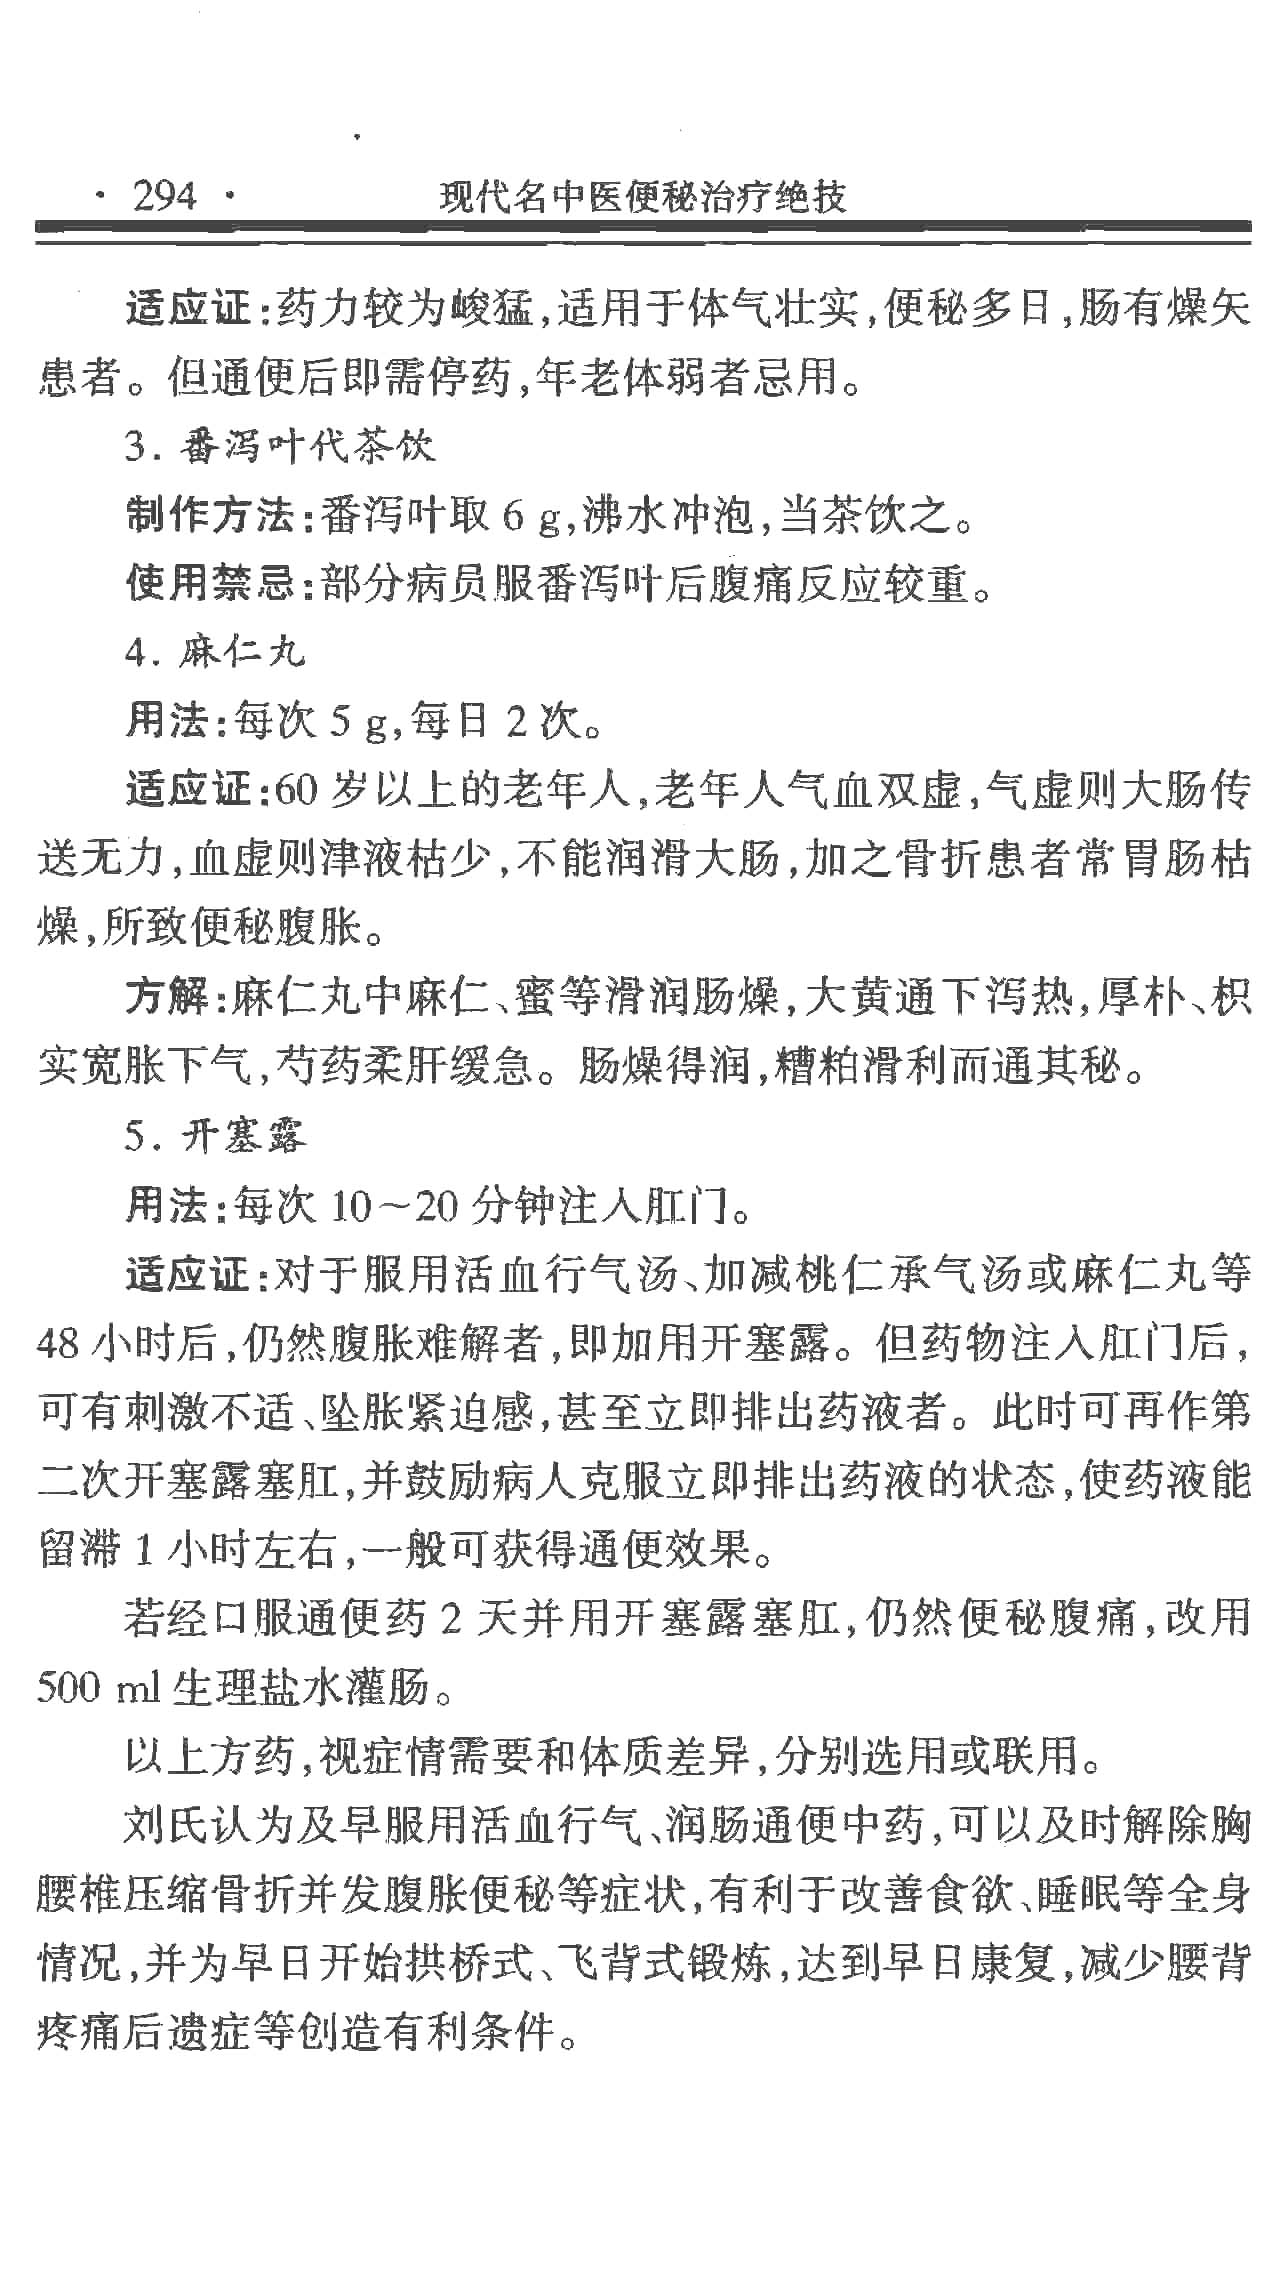 · 294 · 现代名中医便秘治疗绝技
适应证:药力较为峻猛,适用于体气壮实,便秘多日,肠有燥矢
患者。但通便后即需停药,年老体弱者忌用。
3. 番泻叶代茶饮
制作方法:番泻叶取 6 g,沸水冲泡,当茶饮之。
使用禁忌:部分病员服番泻叶后腹痛反应较重。
4. 麻仁丸
用法:每次 5 g,每日 2 次。
适应证:60 岁以上的老年人,老年人气血双虚,气虚则大肠传
送无力,血虚则津液枯少,不能润滑大肠,加之骨折患者常胃肠枯
燥,所致便秘腹胀。
方解:麻仁丸中麻仁、蜜等滑润肠燥,大黄通下泻热,厚朴、枳
实宽胀下气,芍药柔肝缓急。肠燥得润,糟粕滑利而通其秘。
5. 开塞露
用法:每次 10～20 分钟注入肛门。
适应证:对于服用活血行气汤、加减桃仁承气汤或麻仁丸等
48 小时后,仍然腹胀难解者,即加用开塞露。但药物注入肛门后,
可有刺激不适、坠胀紧迫感,甚至立即排出药液者。此时可再作第
二次开塞露塞肛,并鼓励病人克服立即排出药液的状态,使药液能
留滞 1 小时左右,一般可获得通便效果。
若经口服通便药 2 天并用开塞露塞肛,仍然便秘腹痛,改用
500 ml 生理盐水灌肠。
以上方药,视症情需要和体质差异,分别选用或联用。
刘氏认为及早服用活血行气、润肠通便中药,可以及时解除胸
腰椎压缩骨折并发腹胀便秘等症状,有利于改善食欲、睡眠等全身
情况,并为早日开始拱桥式、飞背式锻炼,达到早日康复,减少腰背
疼痛后遗症等创造有利条件。